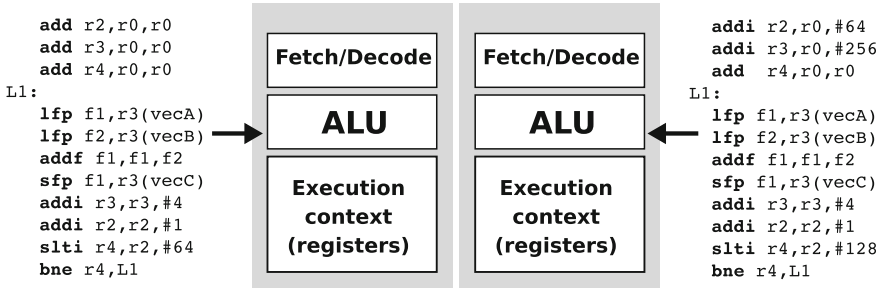 add r2,r0,r0
add r3,r0,r0
add r4,r0,r0
L1:
lfp f1,r3(vecA)
lfp f2,r3(vecB)
addf f1,f1,f2
sfp f1,r3(vecC)
addi r3,r3,#4
addi r2,r2,#1
slti r4,r2,#64
bne r4,L1
Fetch/Decode
ALU
Execution
context
(registers)
Fetch/Decode
ALU
Execution
context
(registers)
addi r2,r0,#64
addi r3,r0,#256
add r4,r0,r0
L1:
lfp f1,r3(vecA)
lfp f2,r3(vecB)
addf f1,f1,f2
sfp f1,r3(vecC)
addi r3,r3,#4
addi r2,r2,#1
slti r4,r2,#128
bne r4,L1